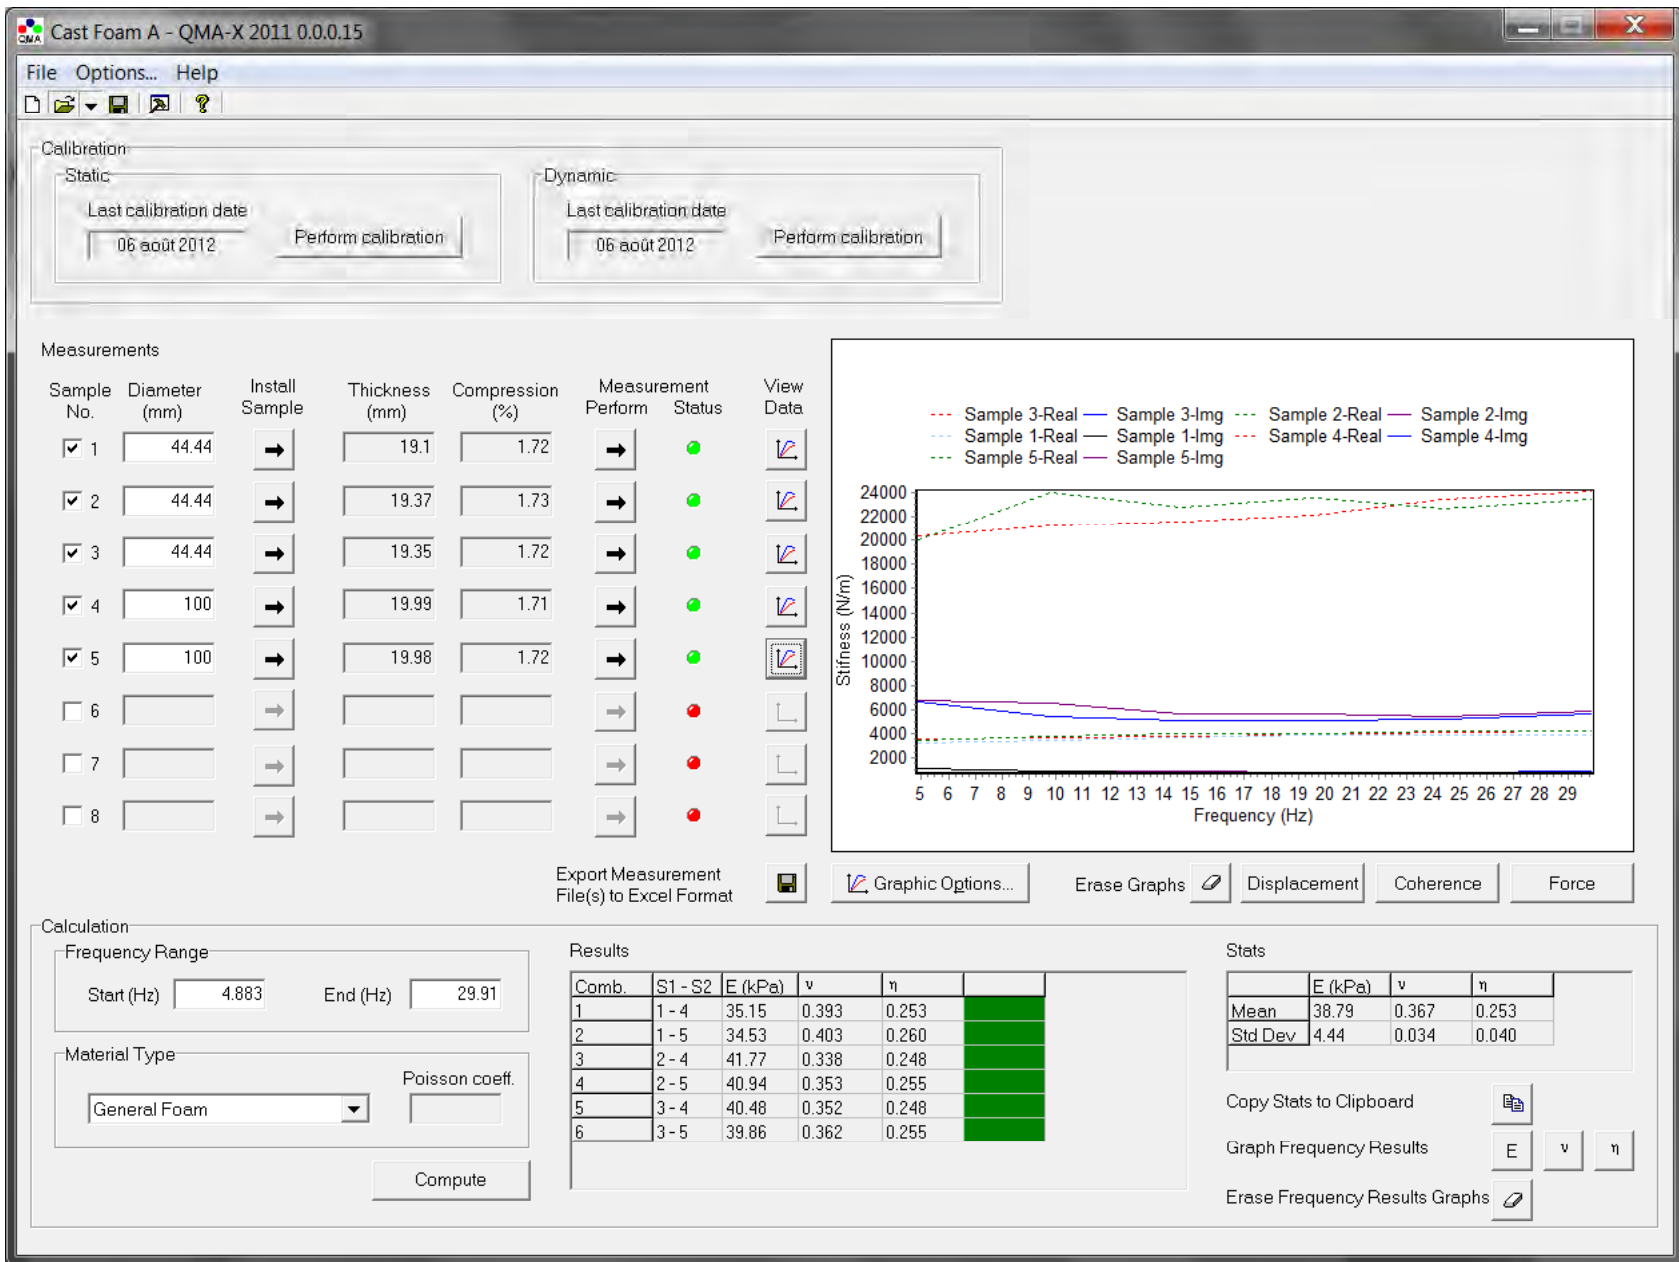 QMA Cast Foam A - QMA-X 2011 0.0.0.15
File Options... Help
Calibration
Static
Last calibration date
06 août 2012
Perform calibration
Dynamic
Last calibration date
06 août 2012
Perform calibration
Measurements
Sample No. Diameter (mm) Install Sample Thickness (mm) Compression (%) Measurement Perform Status View Data
1 44.44 19.1 1.72
2 44.44 19.37 1.73
3 44.44 19.35 1.72
4 100 19.99 1.71
5 100 19.98 1.72
6
7
8
Export Measurement
File(s) to Excel Format
Sample 3-Real Sample 3-Img Sample 2-Real Sample 2-Img
Sample 1-Real Sample 1-Img Sample 4-Real Sample 4-Img
Sample 5-Real Sample 5-Img
Stifness (N/m)
24000
22000
20000
18000
16000
14000
12000
10000
8000
6000
4000
2000
5 6 7 8 9 10 11 12 13 14 15 16 17 18 19 20 21 22 23 24 25 26 27 28 29
Frequency (Hz)
Graphic Options... Erase Graphs Displacement Coherence Force
Calculation
Frequency Range
Start (Hz) 4.883 End (Hz) 29.91
Material Type
Poisson coeff.
General Foam
Compute
Results
Comb. S1 - S2 E (kPa) ν η
1 1 - 4 35.15 0.393 0.253
2 1 - 5 34.53 0.403 0.260
3 2 - 4 41.77 0.338 0.248
4 2 - 5 40.94 0.353 0.255
5 3 - 4 40.48 0.352 0.248
6 3 - 5 39.86 0.362 0.255
Stats
E (kPa) ν η
Mean 38.79 0.367 0.253
Std Dev 4.44 0.034 0.040
Copy Stats to Clipboard
Graph Frequency Results E ν η
Erase Frequency Results Graphs